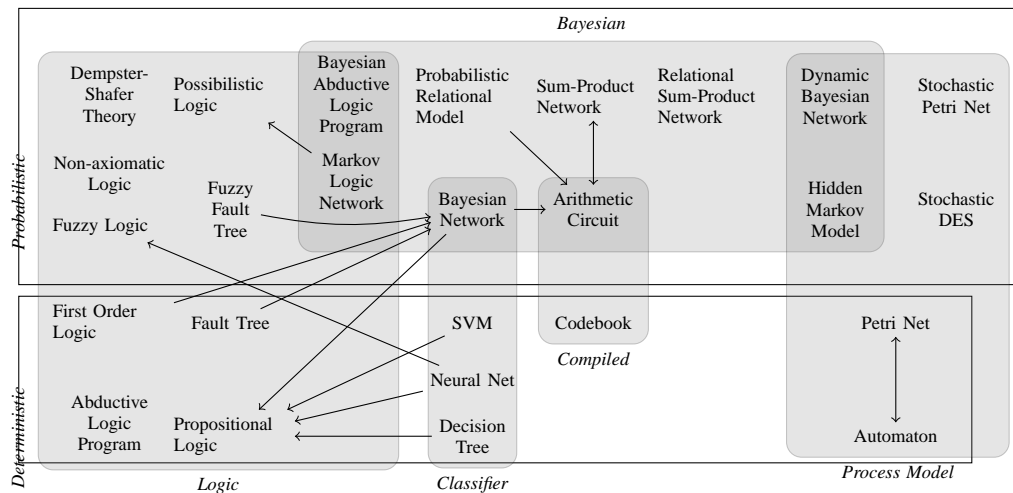 Bayesian
Dempster-
Shafer
Theory
Possibilistic
Logic
Bayesian
Abductive
Logic
Program
Probabilistic
Relational
Model
Sum-Product
Network
Relational
Sum-Product
Network
Dynamic
Bayesian
Network
Stochastic
Petri Net
Non-axiomatic
Logic
Fuzzy Logic
Fuzzy
Fault
Tree
Markov
Logic
Network
Bayesian
Network
Arithmetic
Circuit
Hidden
Markov
Model
Stochastic
DES
Probabilistic
First Order
Logic
Fault Tree
SVM
Codebook
Petri Net
Compiled
Neural Net
Abductive
Logic
Program
Propositional
Logic
Decision
Tree
Automaton
Deterministic
Logic
Classifier
Process Model